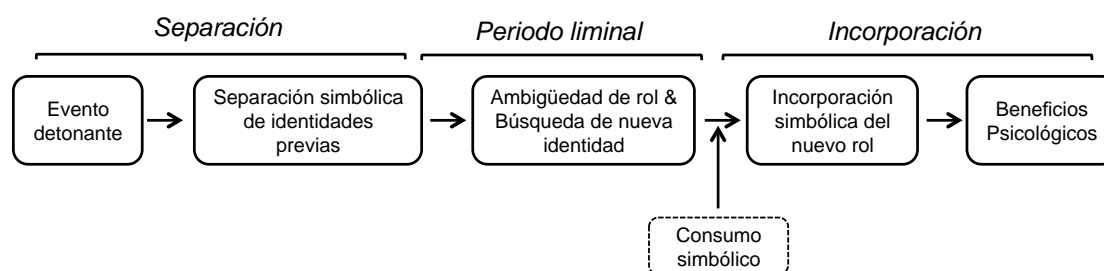 Separación
Periodo liminal
Incorporación
Evento
detonante
Separación simbólica
de identidades
previas
Ambigüedad de rol &
Búsqueda de nueva
identidad
Incorporación
simbólica del
nuevo rol
Beneficios
Psicológicos
Consumo
simbólico